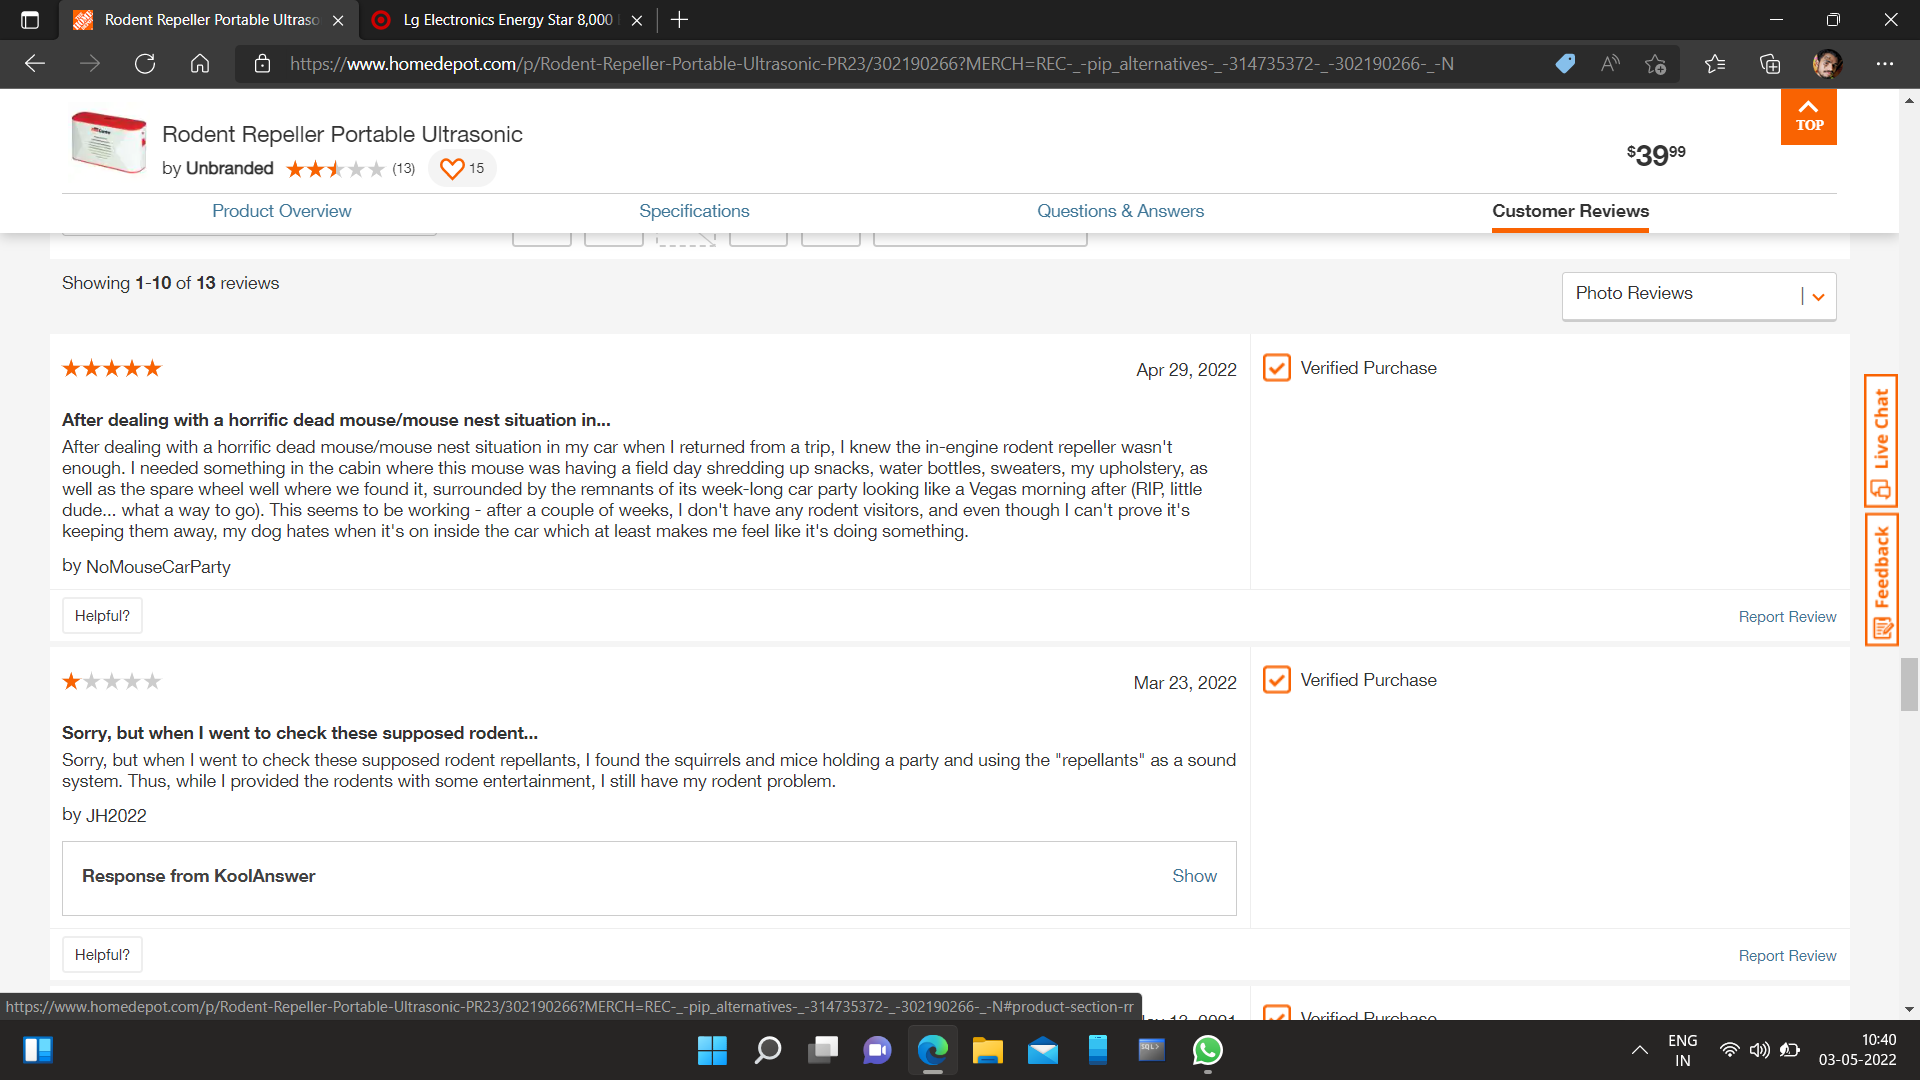 Rodent Repeller Portable Ultraso
Lg Electronics Energy Star 8,000
https://www.homedepot.com/p/Rodent-Repeller-Portable-Ultrasonic-PR23/302190266?MERCH=REC-_-pip_alternatives-_-314735372-_-302190266-_-N
Rodent Repeller Portable Ultrasonic
by Unbranded (13) 15
$39 99
TOP
Product Overview
Specifications
Questions & Answers
Customer Reviews
Showing 1-10 of 13 reviews
Photo Reviews
Apr 29, 2022
Verified Purchase
After dealing with a horrific dead mouse/mouse nest situation in...
After dealing with a horrific dead mouse/mouse nest situation in my car when I returned from a trip, I knew the in-engine rodent repeller wasn't
enough. I needed something in the cabin where this mouse was having a field day shredding up snacks, water bottles, sweaters, my upholstery, as
well as the spare wheel well where we found it, surrounded by the remnants of its week-long car party looking like a Vegas morning after (RIP, little
dude... what a way to go). This seems to be working - after a couple of weeks, I don't have any rodent visitors, and even though I can't prove it's
keeping them away, my dog hates when it's on inside the car which at least makes me feel like it's doing something.
by NoMouseCarParty
Helpful?
Report Review
Live Chat
Feedback
Mar 23, 2022
Verified Purchase
Sorry, but when I went to check these supposed rodent...
Sorry, but when I went to check these supposed rodent repellants, I found the squirrels and mice holding a party and using the "repellants" as a sound
system. Thus, while I provided the rodents with some entertainment, I still have my rodent problem.
by JH2022
Response from KoolAnswer
Show
Helpful?
Report Review
Verified Purchase
https://www.homedepot.com/p/Rodent-Repeller-Portable-Ultrasonic-PR23/302190266?MERCH=REC-_-pip_alternatives-_-314735372-_-302190266-_-N#product-section-rr
ENG
IN
10:40
03-05-2022